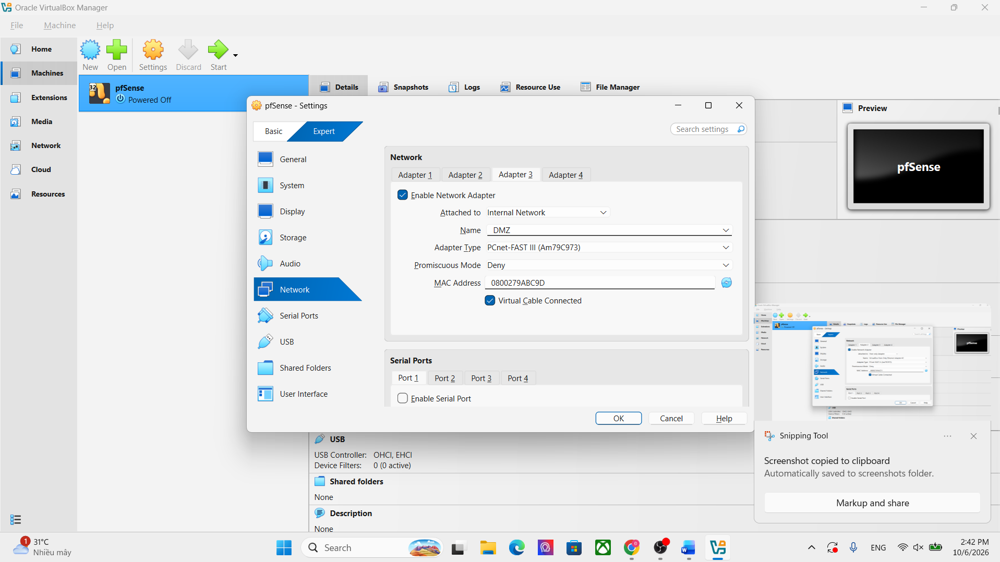 Oracle VirtualBox Manager
File Machine Help
Home
Machines
Extensions
Media
Network
Cloud
Resources
New Open Settings Discard Start
32
pfSense
Powered Off
Details Snapshots Logs Resource Use File Manager
Preview
pfSense
pfSense - Settings
Basic Expert
Search settings
General
System
Display
Storage
Audio
Network
Serial Ports
USB
Shared Folders
User Interface
Network
Adapter 1 Adapter 2 Adapter 3 Adapter 4
Enable Network Adapter
Attached to Internal Network
Name DMZ
Adapter Type PCnet-FAST III (Am79C973)
Promiscuous Mode Deny
MAC Address 0800279ABC9D
Virtual Cable Connected
Serial Ports
Port 1 Port 2 Port 3 Port 4
Enable Serial Port
OK Cancel Help
USB
USB Controller: OHCI, EHCI
Device Filters: 0 (0 active)
Shared folders
None
Description
None
Snipping Tool
Screenshot copied to clipboard
Automatically saved to screenshots folder.
Markup and share
1
31°C
Nhiều mây
Search
ENG
2:42 PM
10/6/2026